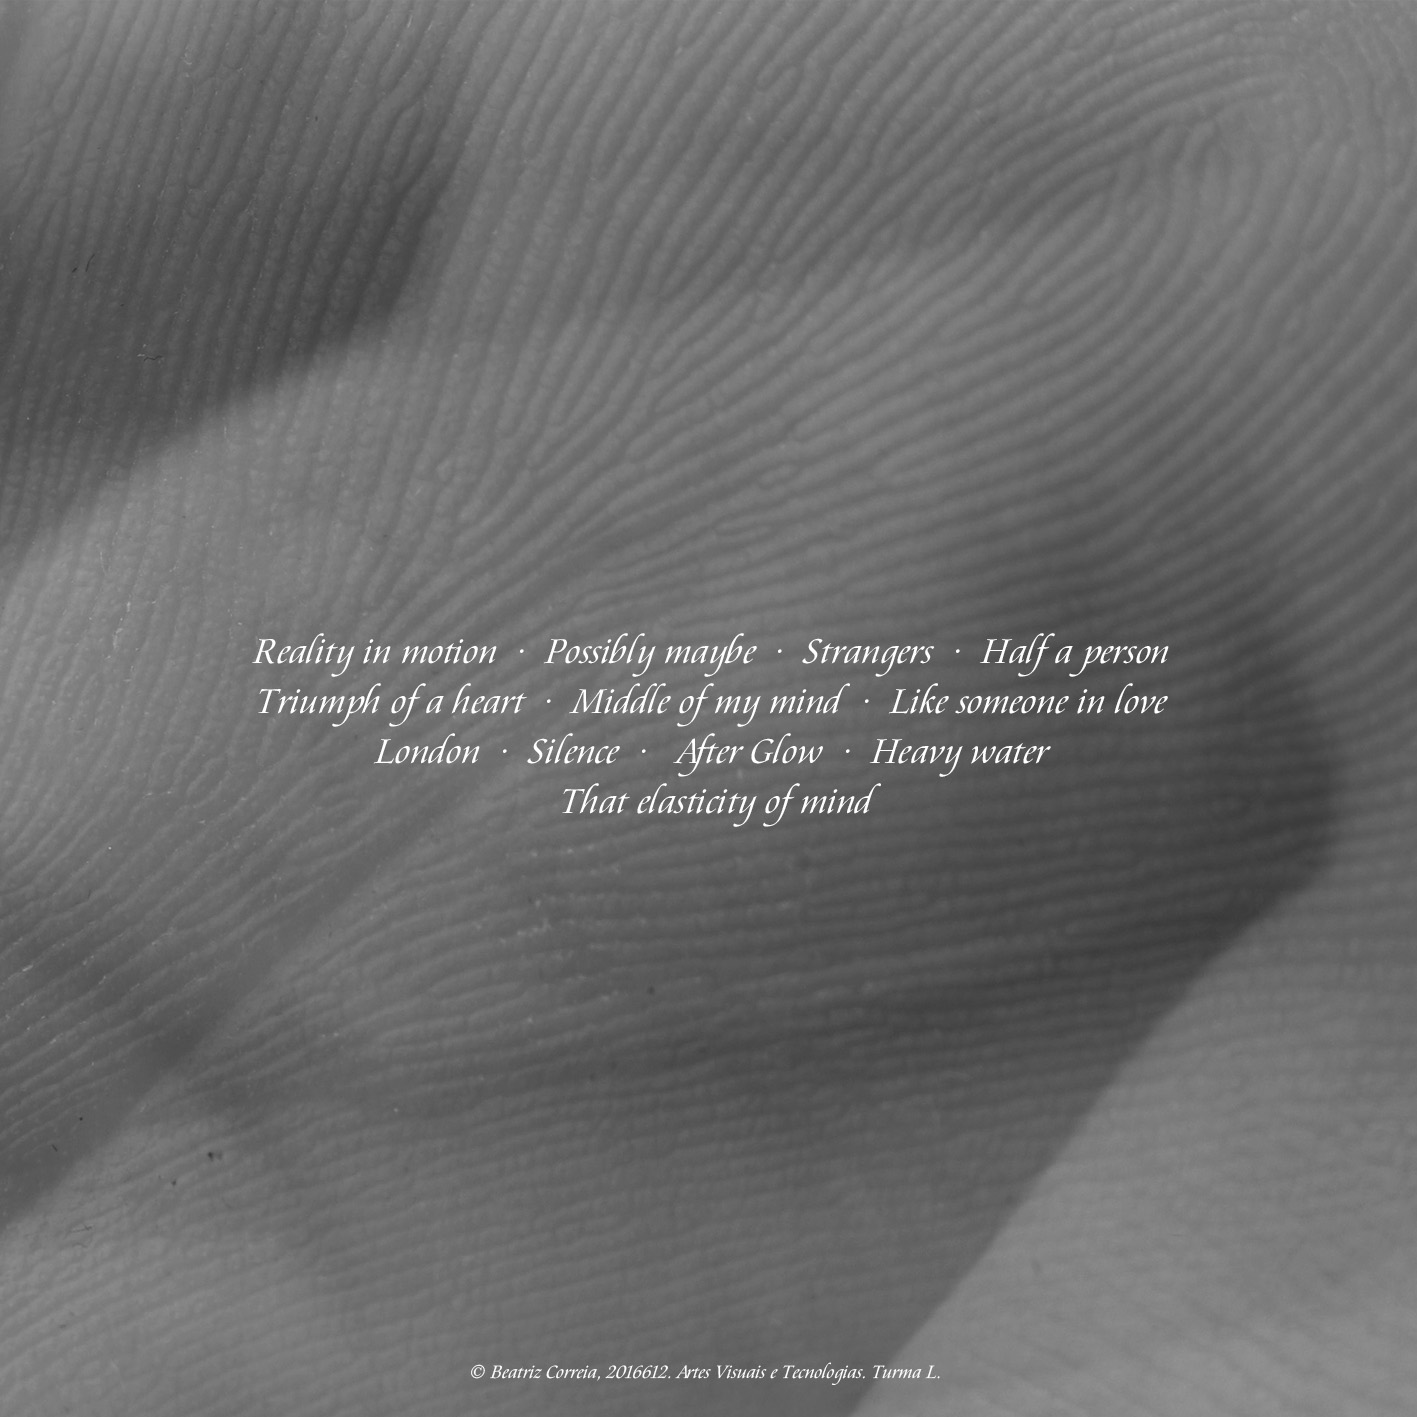 Reality in motion · Possibly maybe · Strangers · Half a person
Triumph of a heart · Middle of my mind · Like someone in love
London · Silence · After Glow · Heavy water
That elasticity of mind
© Beatriz Correia, 2016612. Artes Visuais e Tecnologias. Turma L.